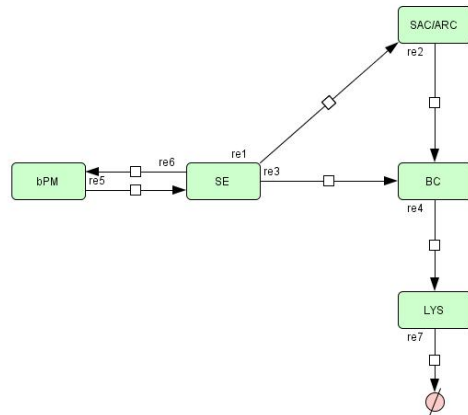 SAC/ARC
re2
re1
re6
re3
bPM
re5
SE
BC
re4
LYS
re7